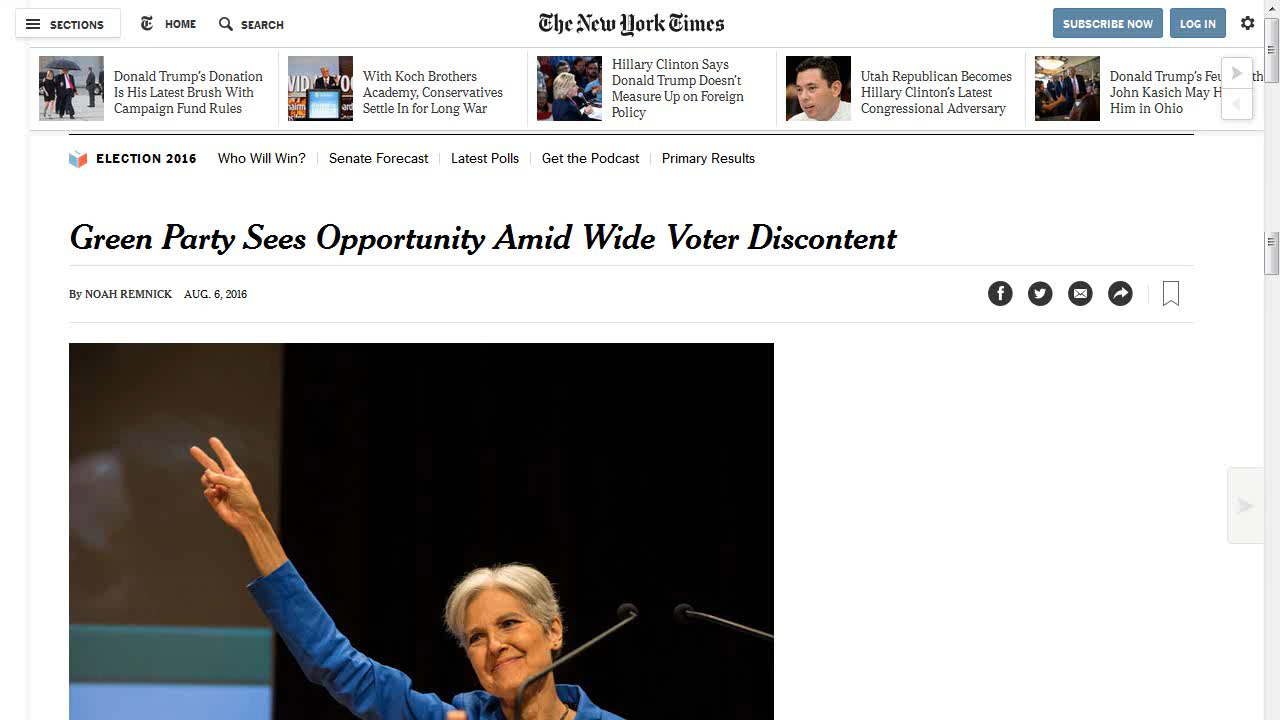 SECTIONS
HOME
SEARCH
The New York Times
SUBSCRIBE NOW
LOG IN
Donald Trump's Donation
Is His Latest Brush With
Campaign Fund Rules
With Koch Brothers
Academy, Conservatives
Settle In for Long War
Hillary Clinton Says
Donald Trump Doesn't
Measure Up on Foreign
Policy
Utah Republican Becomes
Hillary Clinton's Latest
Congressional Adversary
Donald Trump's
John Kasich May
Him in Ohio
ELECTION 2016
Who Will Win?
Senate Forecast
Latest Polls
Get the Podcast
Primary Results
Green Party Sees Opportunity Amid Wide Voter Discontent
By NOAH REMNICK AUG. 6, 2016